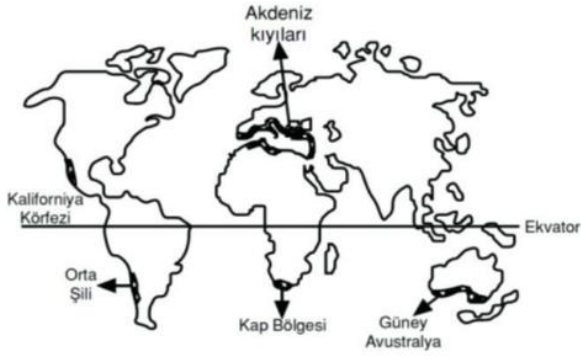 Akdeniz
kıyıları
Kaliforniya
Körfezi
Ekvator
Orta
Şili
Kap Bölgesi
Güney
Avustralya